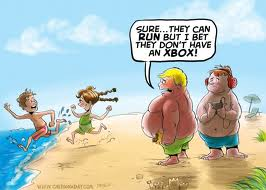 SURE...THEY CAN
RUN BUT I BET
THEY DON'T HAVE
AN XBOX!